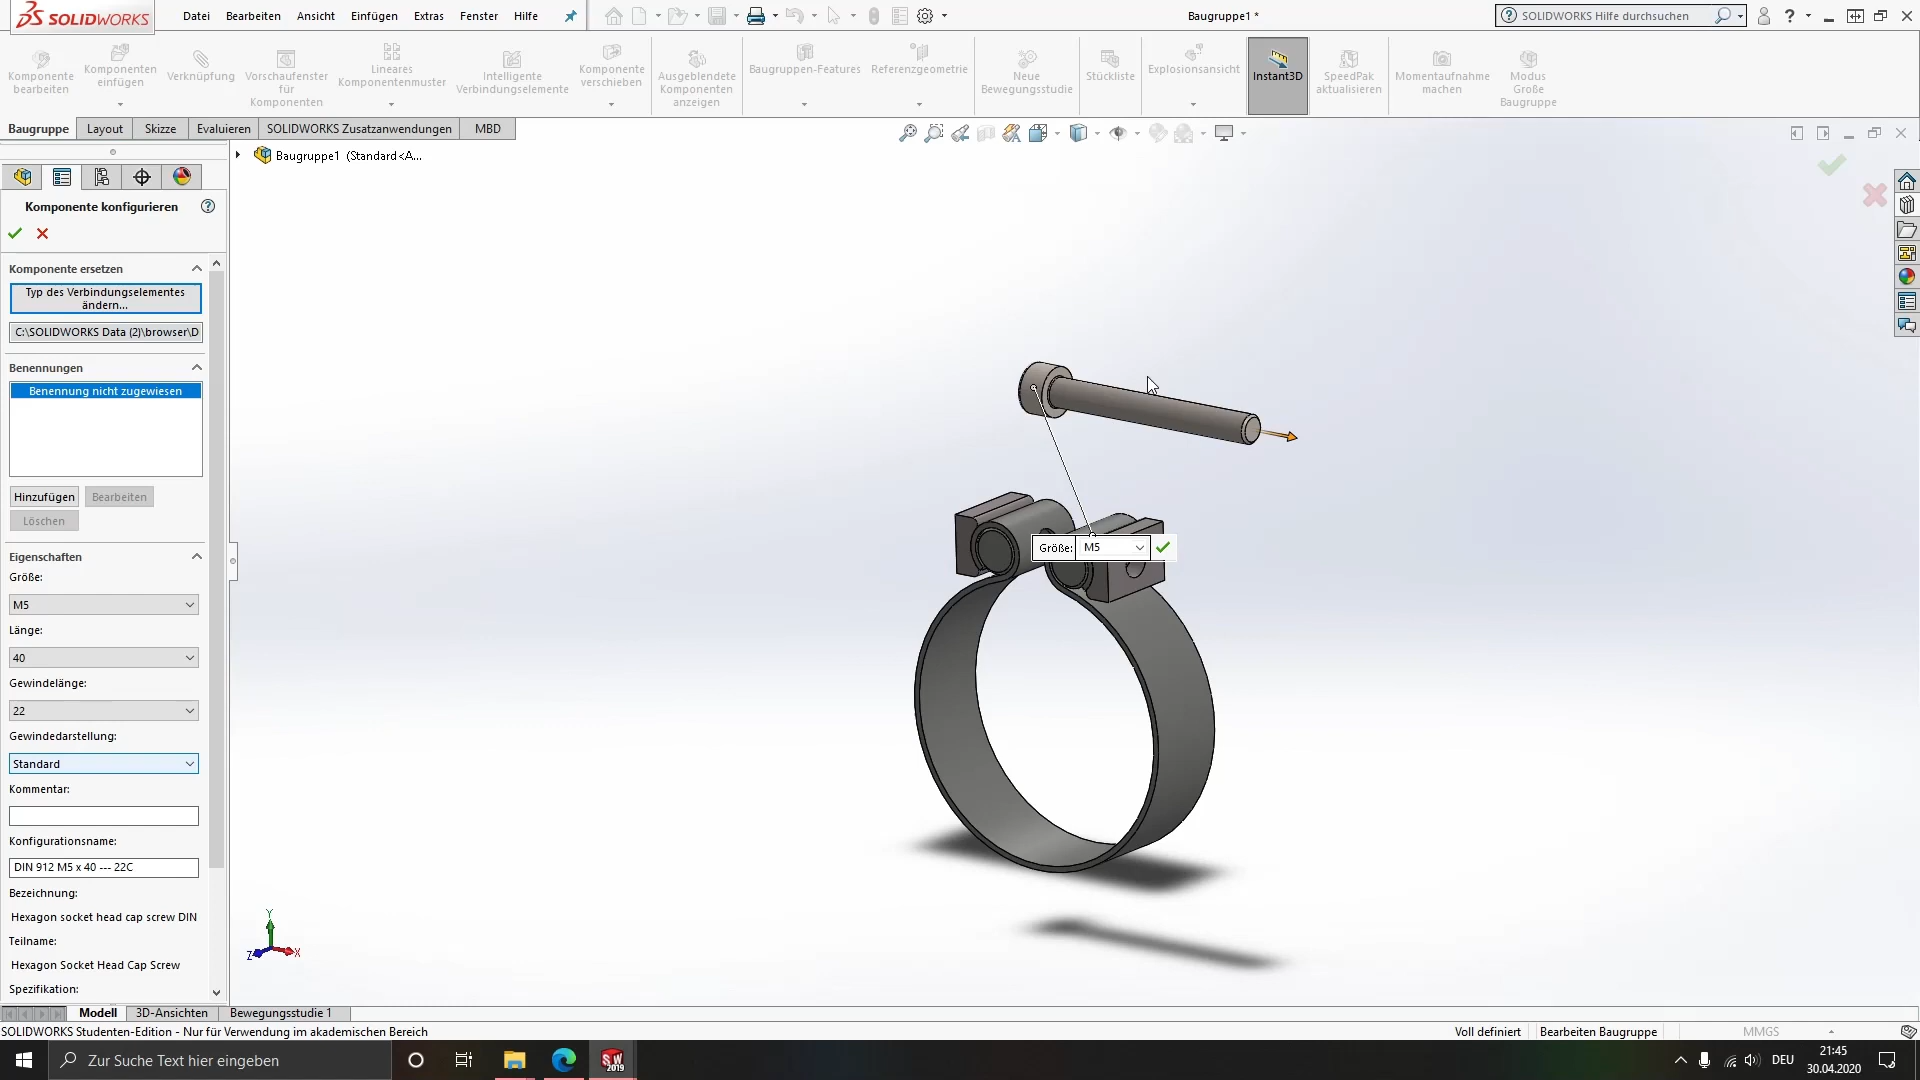 SOLIDWORKS
Datei Bearbeiten Ansicht Einfügen Extras Fenster Hilfe
Baugruppe1 *
SOLIDWORKS Hilfe durchsuchen
Komponente bearbeiten
Komponenten einfügen
Verknüpfung
Vorschaufenster für Komponenten
Lineares Komponentenmuster
Intelligente Verbindungselemente
Komponente verschieben
Ausgeblendete Komponenten anzeigen
Baugruppen-Features
Referenzgeometrie
Neue Bewegungsstudie
Stückliste
Explosionsansicht
Instant3D
SpeedPak aktualisieren
Momentaufnahme machen
Modus Große Baugruppe
Baugruppe Layout Skizze Evaluieren SOLIDWORKS Zusatzanwendungen MBD
Baugruppe1 (Standard<A...
Komponente konfigurieren
Komponente ersetzen
Typ des Verbindungselementes
ändern...
C:\SOLIDWORKS Data (2)\browser\D
Benennungen
Benennung nicht zugewiesen
Hinzufügen Bearbeiten
Löschen
Eigenschaften
Größe:
M5
Länge:
40
Gewindelänge:
22
Gewindedarstellung:
Standard
Kommentar:
Konfigurationsname:
DIN 912 M5 x 40 --- 22C
Bezeichnung:
Hexagon socket head cap screw DIN
Teilname:
Hexagon Socket Head Cap Screw
Spezifikation:
Größe: M5
Y
Z
X
Modell 3D-Ansichten Bewegungsstudie 1
SOLIDWORKS Studenten-Edition - Nur für Verwendung im akademischen Bereich
Voll definiert Bearbeiten Baugruppe MMGS
Zur Suche Text hier eingeben
SW
2019
DEU
21:45
30.04.2020